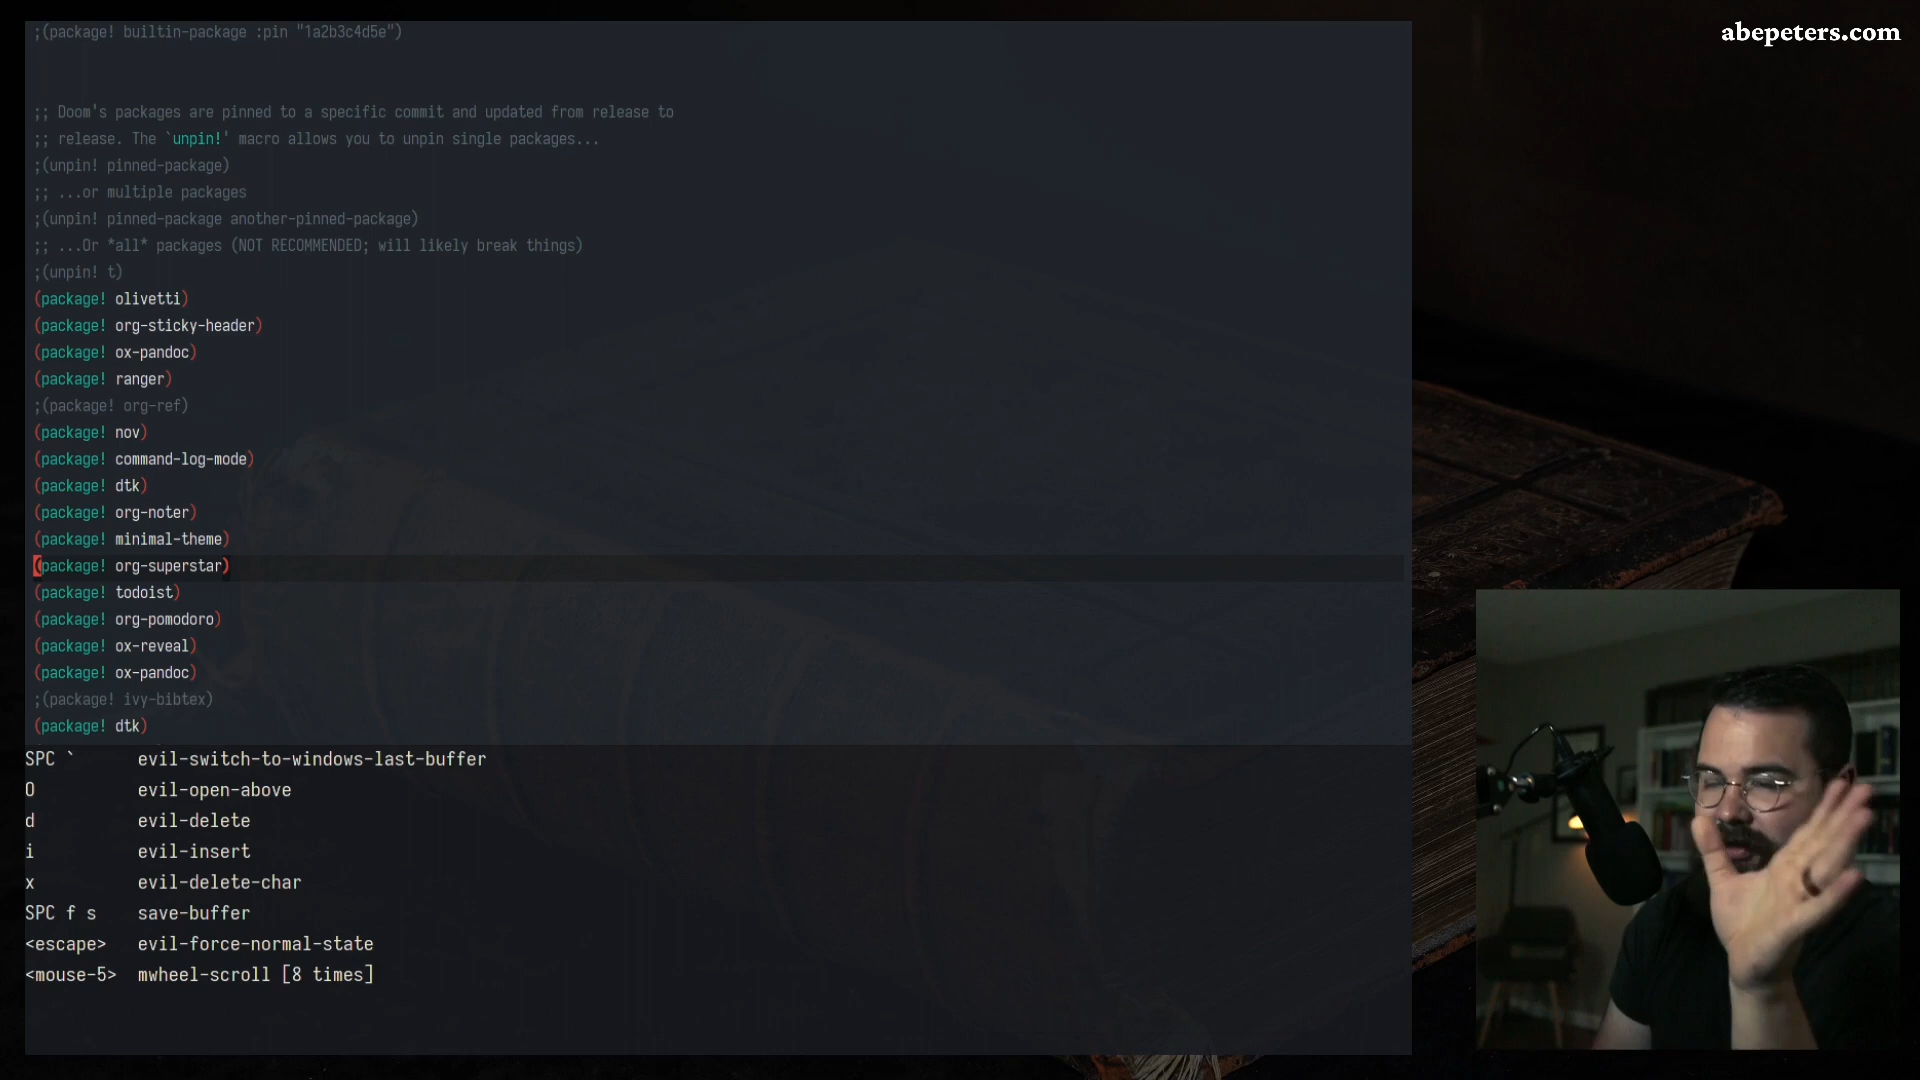 ;(package! builtin-package :pin "1a2b3c4d5e")
abepeters.com
;; Doom's packages are pinned to a specific commit and updated from release to
;; release. The `unpin!' macro allows you to unpin single packages...
;(unpin! pinned-package)
;; ...or multiple packages
;(unpin! pinned-package another-pinned-package)
;; ...Or *all* packages (NOT RECOMMENDED; will likely break things)
;(unpin! t)
(package! olivetti)
(package! org-sticky-header)
(package! ox-pandoc)
(package! ranger)
;(package! org-ref)
(package! nov)
(package! command-log-mode)
(package! dtk)
(package! org-noter)
(package! minimal-theme)
(package! org-superstar)
(package! todoist)
(package! org-pomodoro)
(package! ox-reveal)
(package! ox-pandoc)
;(package! ivy-bibtex)
(package! dtk)
SPC ` evil-switch-to-windows-last-buffer
O evil-open-above
d evil-delete
i evil-insert
x evil-delete-char
SPC f s save-buffer
<escape> evil-force-normal-state
<mouse-5> mwheel-scroll [8 times]